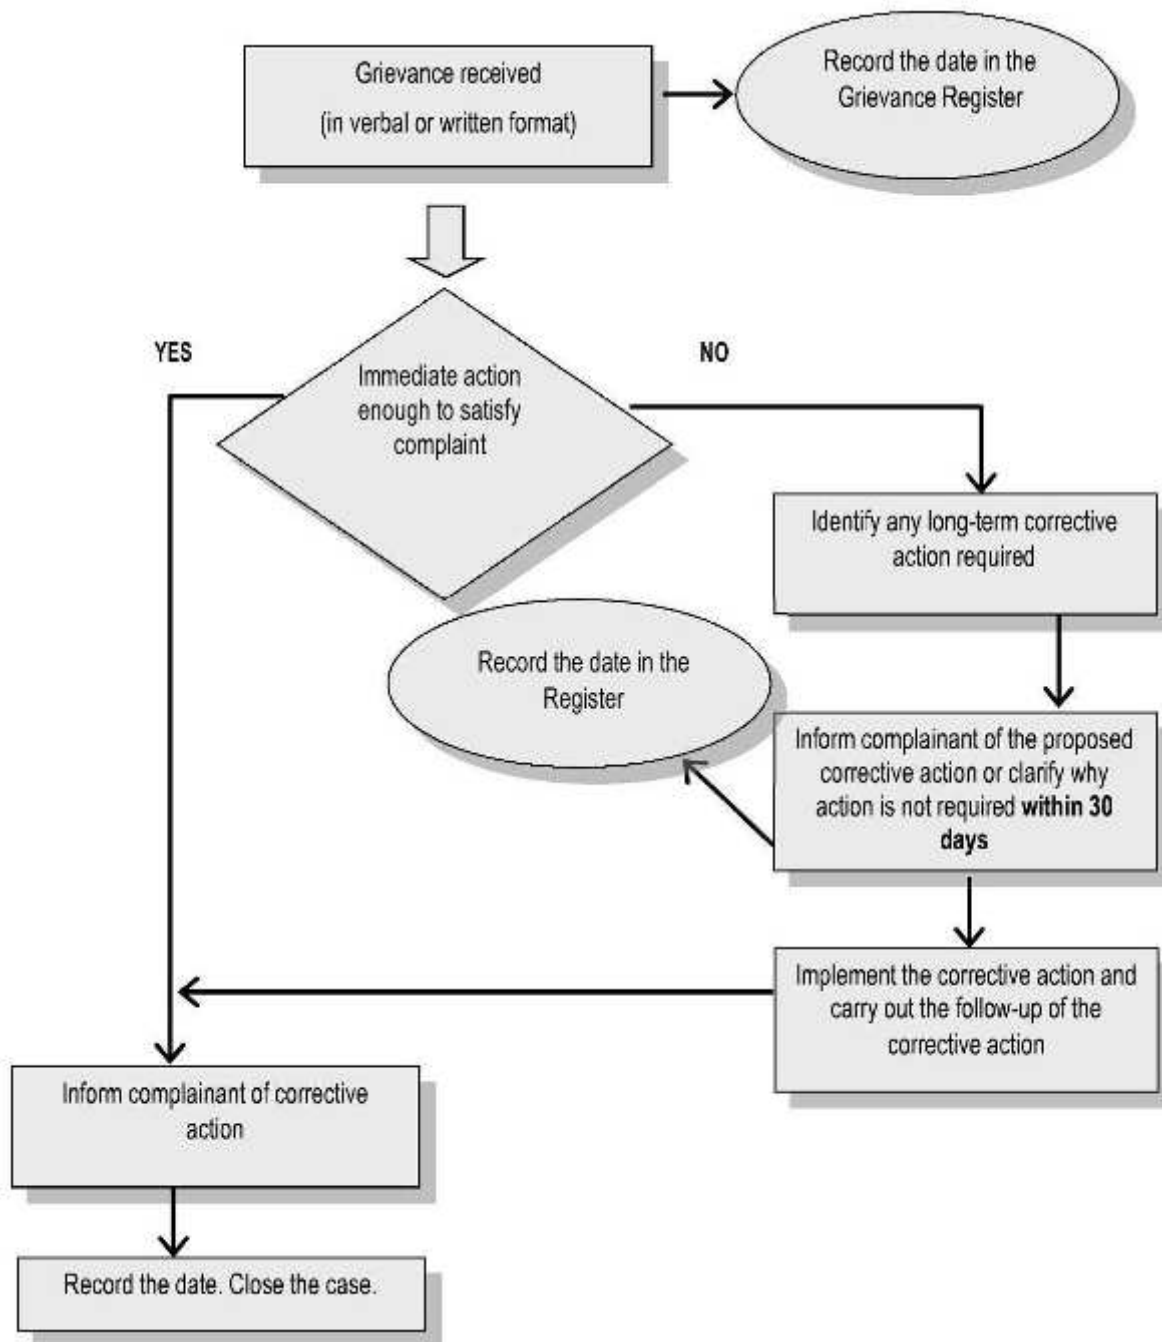 Grievance received
(in verbal or written format)
Record the date in the
Grievance Register
YES
NO
Immediate action
enough to satisfy
complaint
Identify any long-term corrective
action required
Record the date in the
Register
Inform complainant of the proposed
corrective action or clarify why
action is not required within 30
days
Implement the corrective action and
carry out the follow-up of the
corrective action
Inform complainant of corrective
action
Record the date. Close the case.